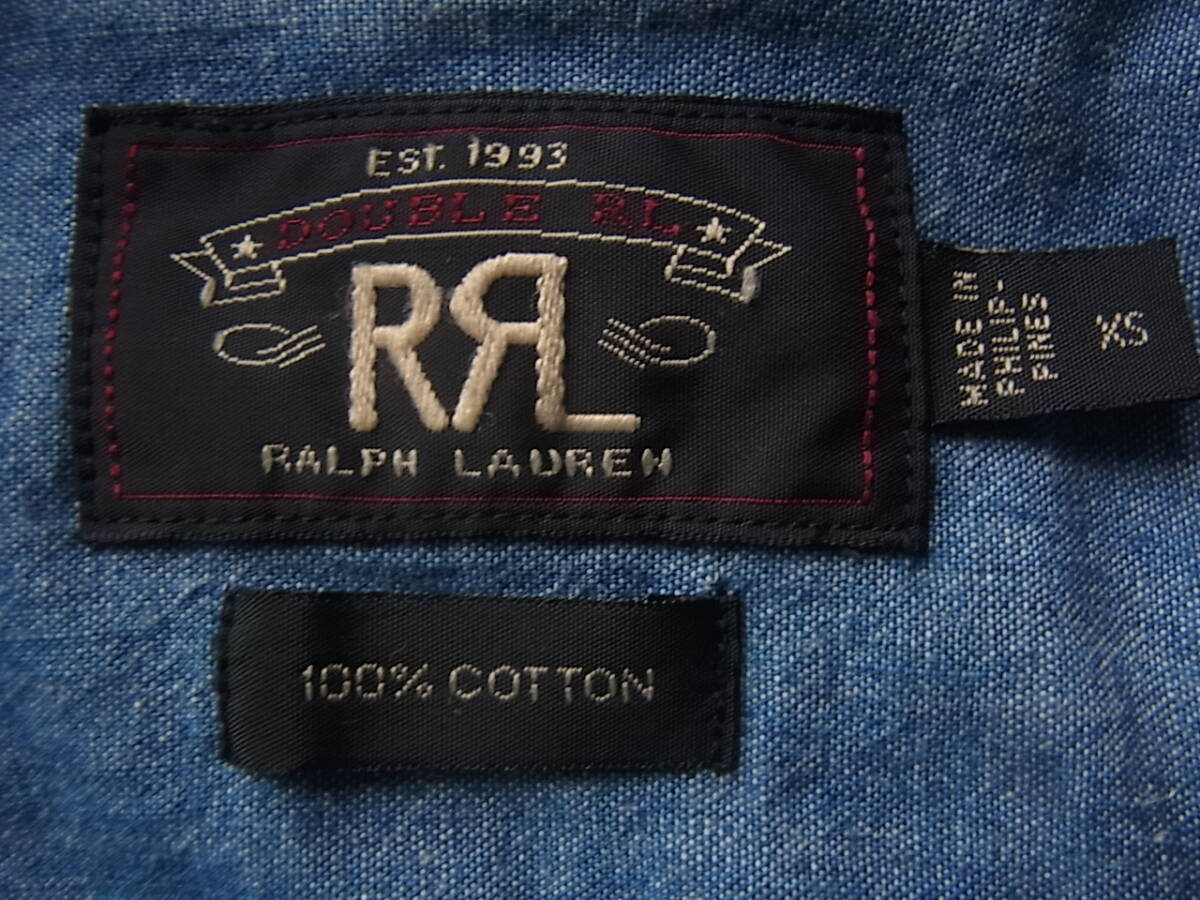 EST. 1993
DOUBLE RL
RRL
RALPH LAUREN
MADE IN
PHILIP-
PINES
XS
100% COTTON